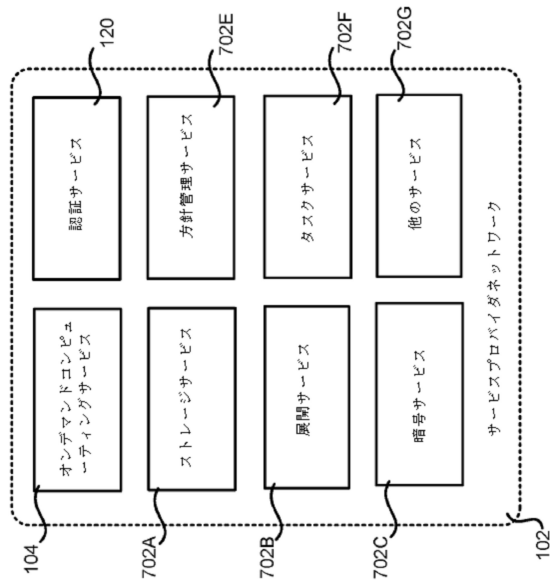 104
オンデマンドコンピュ
ーティングサービス
認証サービス
120
702A
ストレージサービス
方針管理サービス
702E
702B
展開サービス
タスクサービス
702F
702C
暗号サービス
他のサービス
702G
サービスプロバイダネットワーク
102